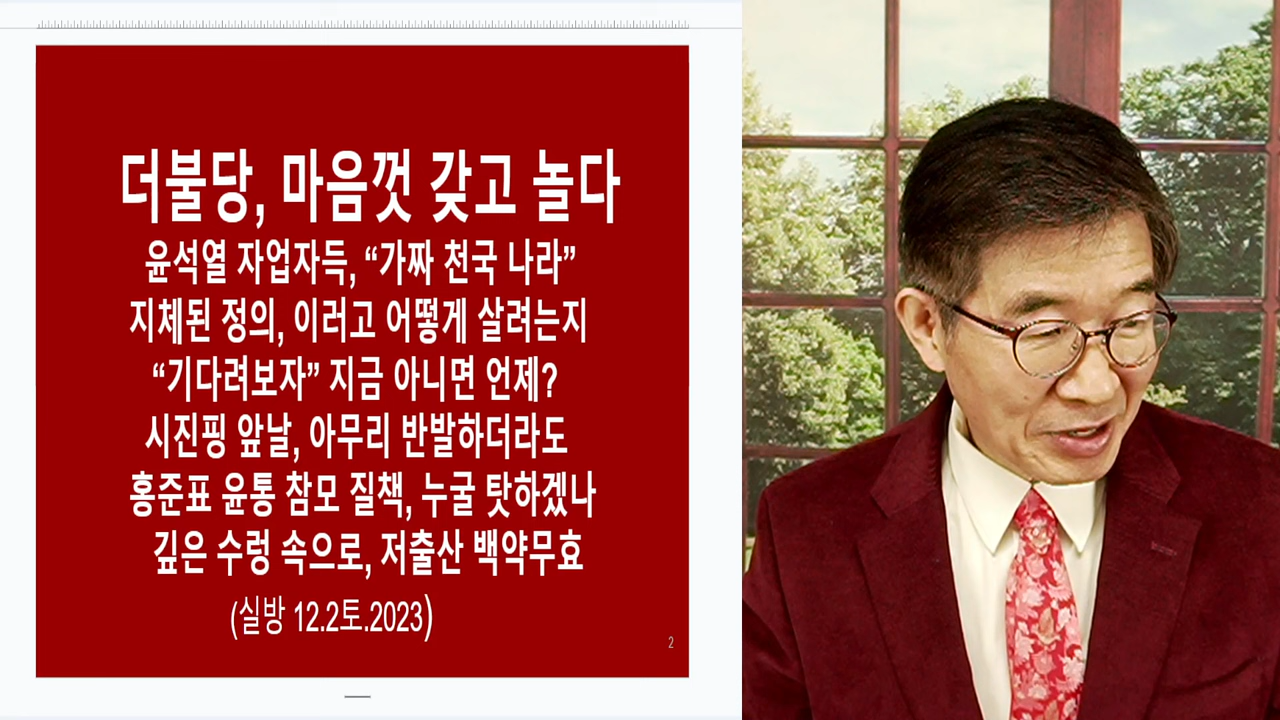 더불당, 마음껏 갖고 놀다
윤석열 자업자득, “가짜 천국 나라”
지체된 정의, 이러고 어떻게 살려는지
“기다려보자” 지금 아니면 언제?
시진핑 앞날, 아무리 반발하더라도
홍준표 윤통 참모 질책, 누굴 탓하겠나
깊은 수렁 속으로, 저출산 백약무효
(실방 12.2토.2023)
2